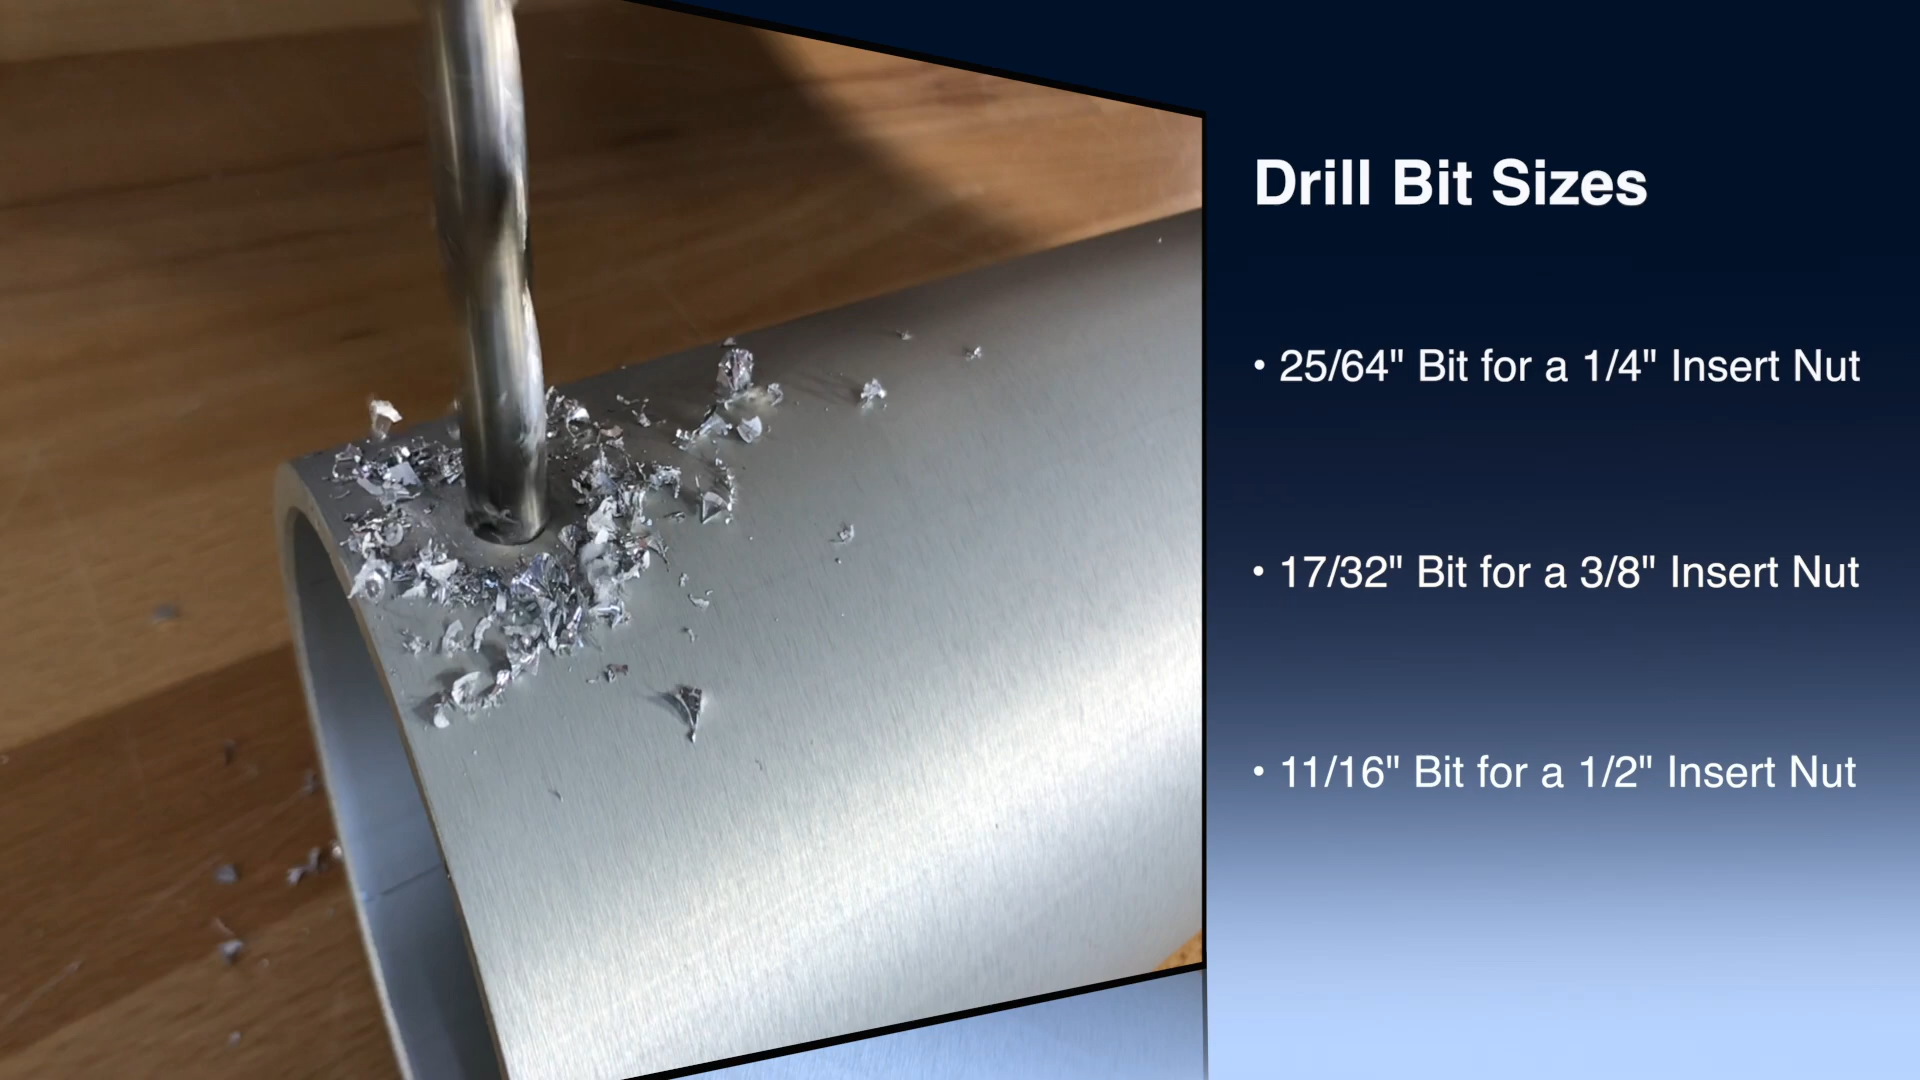 Drill Bit Sizes
• 25/64" Bit for a 1/4" Insert Nut
• 17/32" Bit for a 3/8" Insert Nut
• 11/16" Bit for a 1/2" Insert Nut